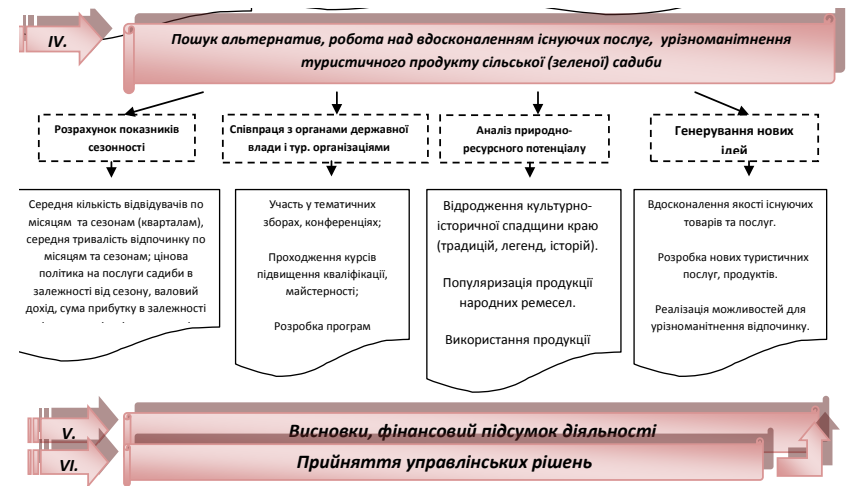 IV.
Пошук альтернатив, робота над вдосконаленням існуючих послуг, урізноманітнення
туристичного продукту сільської (зеленої) садиби
Розрахунок показників
сезонності
Співпраця з органами державної
влади і тур. організаціями
Аналіз природно-
ресурсного потенціалу
Генерування нових
ідей
Середня кількість відвідувачів по
місяцям та сезонам (кварталам),
середня тривалість відпочинку по
місяцям та сезонам; цінова
політика на послуги садиби в
залежності від сезону, валовий
дохід, сума прибутку в залежності
Участь у тематичних
зборах, конференціях;
Проходження курсів
підвищення кваліфікації,
майстерності;
Розробка програм
Відродження культурно-
історичної спадщини краю
(традицій, легенд, історій).
Популяризація продукції
народних ремесел.
Використання продукції
Вдосконалення якості існуючих
товарів та послуг.
Розробка нових туристичних
послуг, продуктів.
Реалізація можливостей для
урізноманітнення відпочинку.
V.
Висновки, фінансовий підсумок діяльності
VI.
Прийняття управлінських рішень